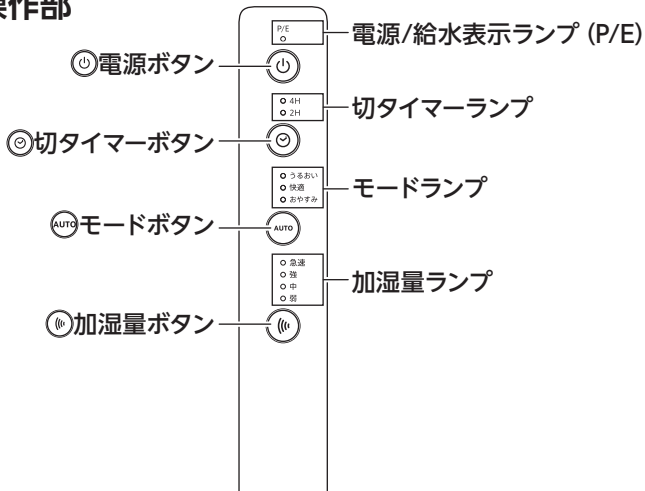 操作部
P/E
電源/給水表示ランプ (P/E)
電源ボタン
4H
2H
切タイマーランプ
切タイマーボタン
うるおい
快適
おやすみ
モードランプ
AUTO モードボタン
AUTO
急速
強
中
弱
加湿量ランプ
加湿量ボタン